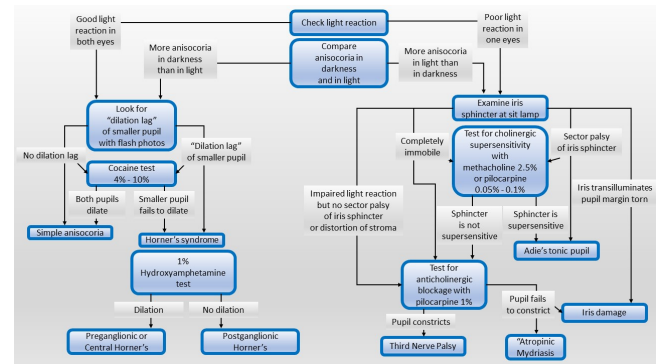 Good light
reaction in
both eyes
Check light reaction
Poor light
reaction in
one eyes
More anisocoria
in darkness
than in light
Compare
anisocoria in
darkness
and in light
More anisocoria
in light than
in darkness
Look for
"dilation lag"
of smaller pupil
with flash photos
Examine iris
sphincter at sit lamp
No dilation lag
"Dilation lag"
of smaller pupil
Cocaine test
4% - 10%
Both pupils
dilate
Smaller pupil
fails to dilate
Simple anisocoria
Horner's syndrome
1%
Hydroxyamphetamine
test
Dilation
No dilation
Preganglionic or
Central Horner's
Postganglionic
Horner's
Completely
immobile
Test for cholinergic
supersensitivity
with
methacholine 2.5%
or pilocarpine
0.05% - 0.1%
Sector palsy
of iris sphincter
Impaired light reaction
but no sector palsy
of iris sphincter
or distortion of stroma
Iris transilluminates
pupil margin torn
Sphincter
is not
supersensitive
Sphincter is
supersensitive
Adie's tonic pupil
Test for
anticholinergic
blockage with
pilocarpine 1%
Pupil fails
to constrict
Iris damage
Pupil constricts
Third Nerve Palsy
"Atropinic
Mydriasis